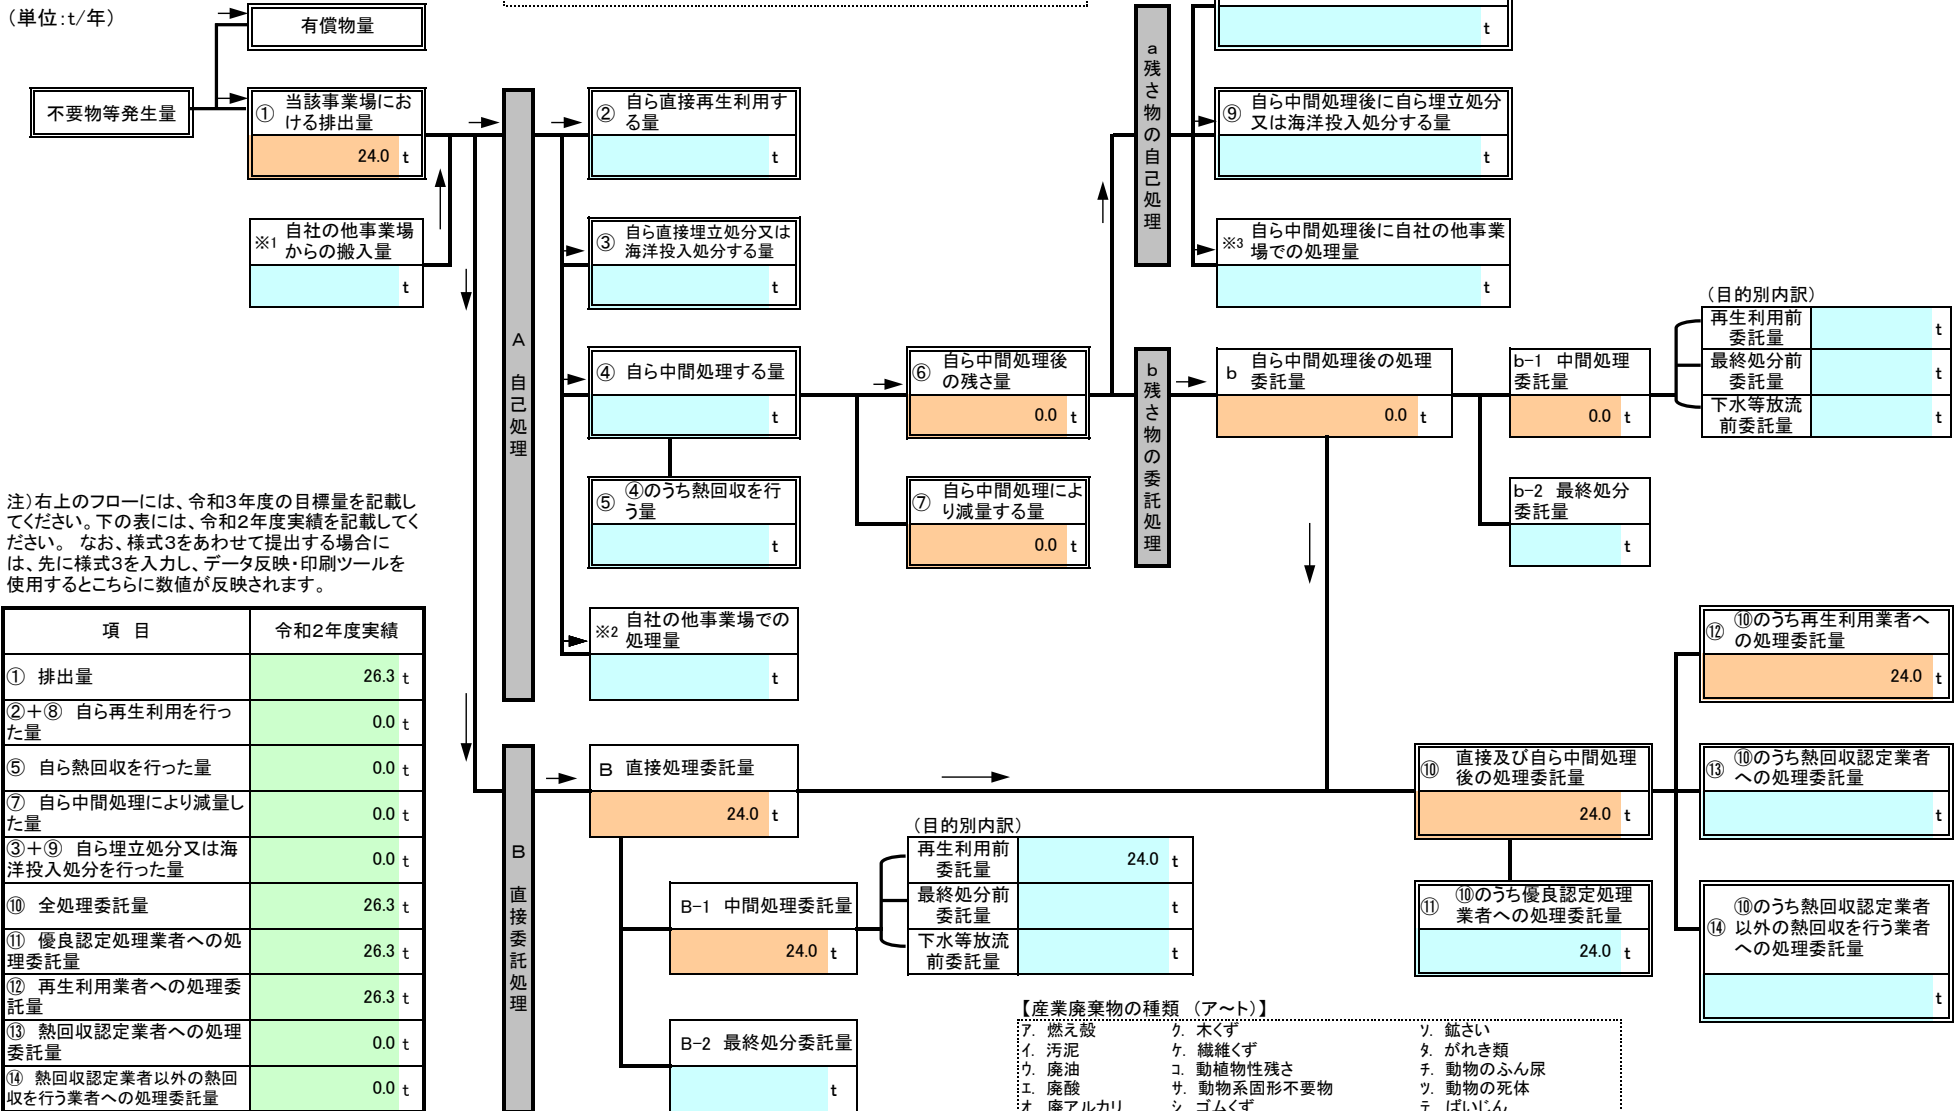 （単位：t/年）
有償物量
不要物等発生量
① 当該事業場にお
ける排出量
24.0 t
※1 自社の他事業場
からの搬入量
t
A 自己処理
② 自ら直接再生利用す
る量
t
③ 自ら直接埋立処分又は
海洋投入処分する量
t
④ 自ら中間処理する量
t
⑤ ④のうち熱回収を行
う量
t
※2 自社の他事業場での
処理量
t
⑥ 自ら中間処理後
の残さ量
0.0 t
⑦ 自ら中間処理によ
り減量する量
0.0 t
a 残さ物の自己処理
t
⑨ 自ら中間処理後に自ら埋立処分
又は海洋投入処分する量
t
※3 自ら中間処理後に自社の他事業
場での処理量
t
b 残さ物の委託処理
b 自ら中間処理後の処理
委託量
0.0 t
b-1 中間処理
委託量
0.0 t
b-2 最終処分
委託量
t
（目的別内訳）
再生利用前
委託量
t
最終処分前
委託量
t
下水等放流
前委託量
t
注）右上のフローには、令和3年度の目標量を記載し
てください。下の表には、令和2年度実績を記載してく
ださい。 なお、様式3をあわせて提出する場合に
は、先に様式3を入力し、データ反映・印刷ツールを
使用するとこちらに数値が反映されます。
項 目 令和2年度実績
① 排出量 26.3 t
②＋⑧ 自ら再生利用を行っ
た量 0.0 t
⑤ 自ら熱回収を行った量 0.0 t
⑦ 自ら中間処理により減量し
た量 0.0 t
③＋⑨ 自ら埋立処分又は海
洋投入処分を行った量 0.0 t
⑩ 全処理委託量 26.3 t
⑪ 優良認定処理業者への処
理委託量 26.3 t
⑫ 再生利用業者への処理委
託量 26.3 t
⑬ 熱回収認定業者への処理
委託量 0.0 t
⑭ 熱回収認定業者以外の熱回
収を行う業者への処理委託量 0.0 t
B 直接委託処理
B 直接処理委託量
24.0 t
B-1 中間処理委託量
24.0 t
B-2 最終処分委託量
t
（目的別内訳）
再生利用前
委託量
24.0 t
最終処分前
委託量
t
下水等放流
前委託量
t
⑩ 直接及び自ら中間処理
後の処理委託量
24.0 t
⑪ ⑩のうち優良認定処理
業者への処理委託量
24.0 t
⑫ ⑩のうち再生利用業者へ
の処理委託量
24.0 t
⑬ ⑩のうち熱回収認定業者
への処理委託量
t
⑭ ⑩のうち熱回収認定業者
以外の熱回収を行う業者
への処理委託量
t
【産業廃棄物の種類 （ア～ト）】
ア. 燃え殻 ク. 木くず ソ. 鉱さい
イ. 汚泥 ケ. 繊維くず タ. がれき類
ウ. 廃油 コ. 動植物性残さ チ. 動物のふん尿
エ. 廃酸 サ. 動物系固形不要物 ツ. 動物の死体
オ. 廃アルカリ シ. ゴムくず テ. ばいじん